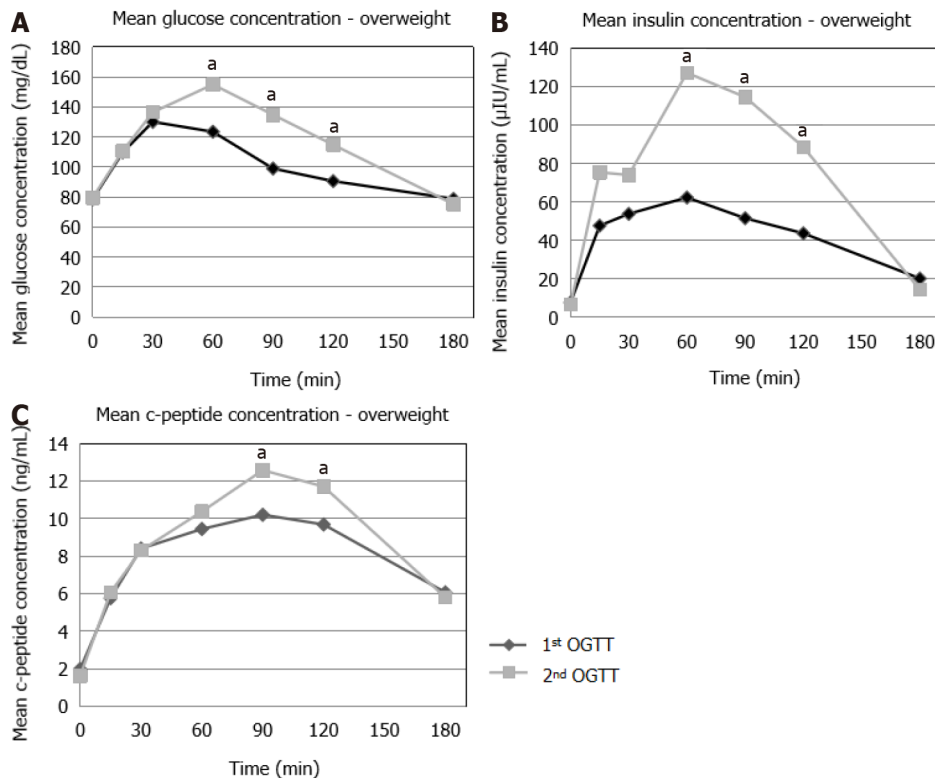 A
Mean glucose concentration - overweight
Mean glucose concentration (mg/dL)
180
160
140
120
100
80
60
40
20
0
a
a
a
0 30 60 90 120 150 180
Time (min)
B
Mean insulin concentration - overweight
Mean insulin concentration (µIU/mL)
140
120
100
80
60
40
20
0
a
a
a
0 30 60 90 120 150 180
Time (min)
C
Mean c-peptide concentration - overweight
Mean c-peptide concentration (ng/mL)
14
12
10
8
6
4
2
0
a
a
0 30 60 90 120 150 180
Time (min)
1st OGTT
2nd OGTT